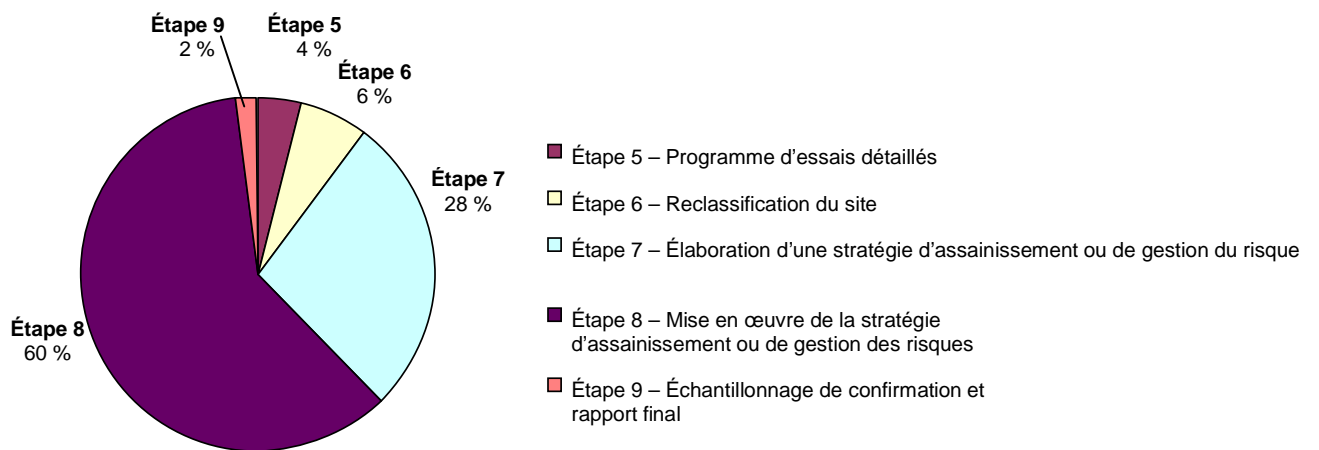 Étape 9
2 %
Étape 5
4 %
Étape 6
6 %
Étape 7
28 %
Étape 8
60 %
Étape 5 – Programme d'essais détaillés
Étape 6 – Reclassification du site
Étape 7 – Élaboration d'une stratégie d'assainissement ou de gestion du risque
Étape 8 – Mise en œuvre de la stratégie
d'assainissement ou de gestion des risques
Étape 9 – Échantillonnage de confirmation et
rapport final